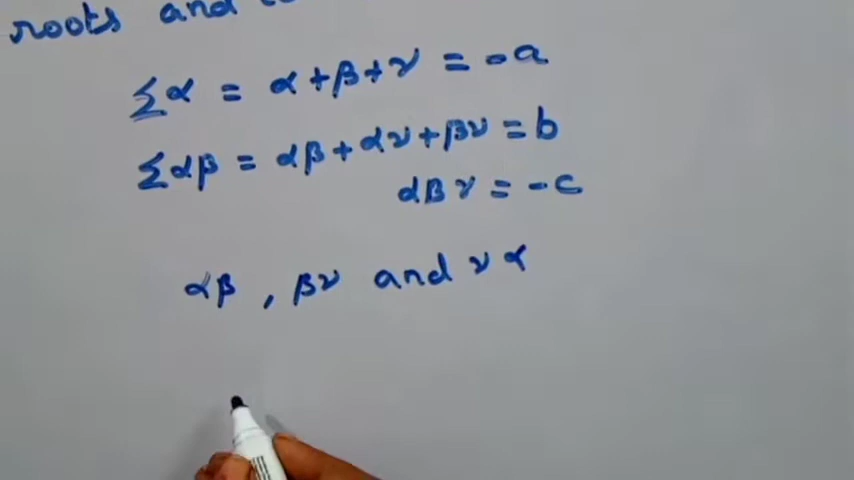 roots and
Σα = α+β+γ = -a
Σαβ = αβ+αγ+βγ = b
αβγ = -c
αβ , βγ and γα